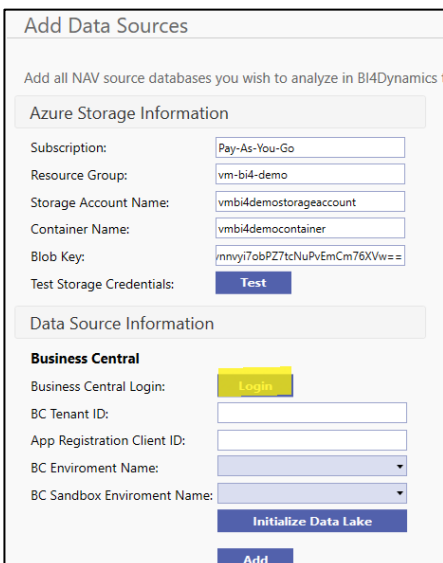 Add Data Sources
Add all NAV source databases you wish to analyze in BI4Dynamics
Azure Storage Information
Subscription: Pay-As-You-Go
Resource Group: vm-bi4-demo
Storage Account Name: vmbi4demostorageaccount
Container Name: vmbi4democontainer
Blob Key: /nnvyi7obPZ7tcNuPvEmCm76XVw==
Test Storage Credentials: Test
Data Source Information
Business Central
Business Central Login: Login
BC Tenant ID:
App Registration Client ID:
BC Enviroment Name:
BC Sandbox Enviroment Name:
Initialize Data Lake
Add